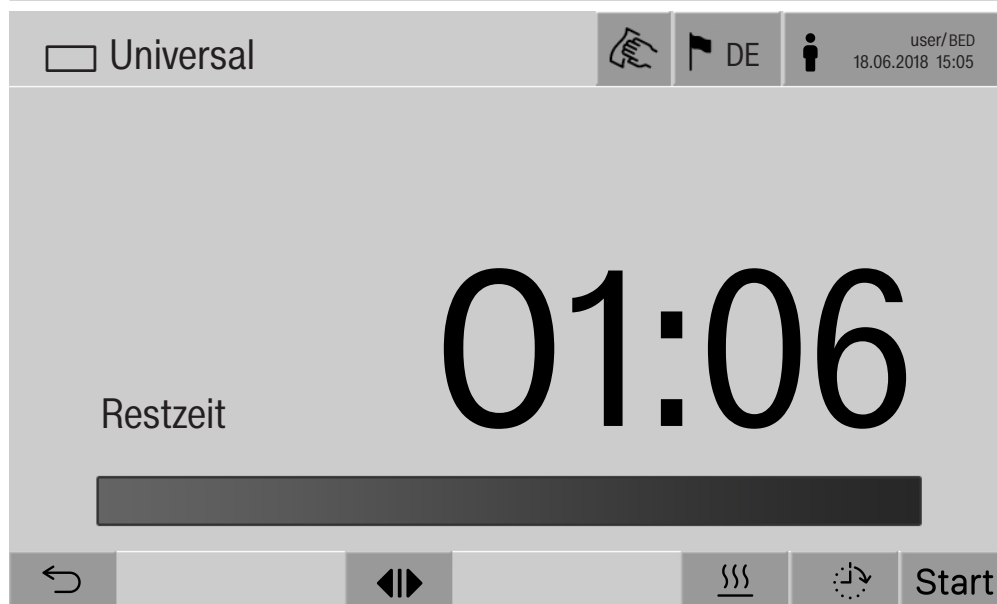 Universal
DE
user/BED
18.06.2018 15:05
01:06
Restzeit
Start